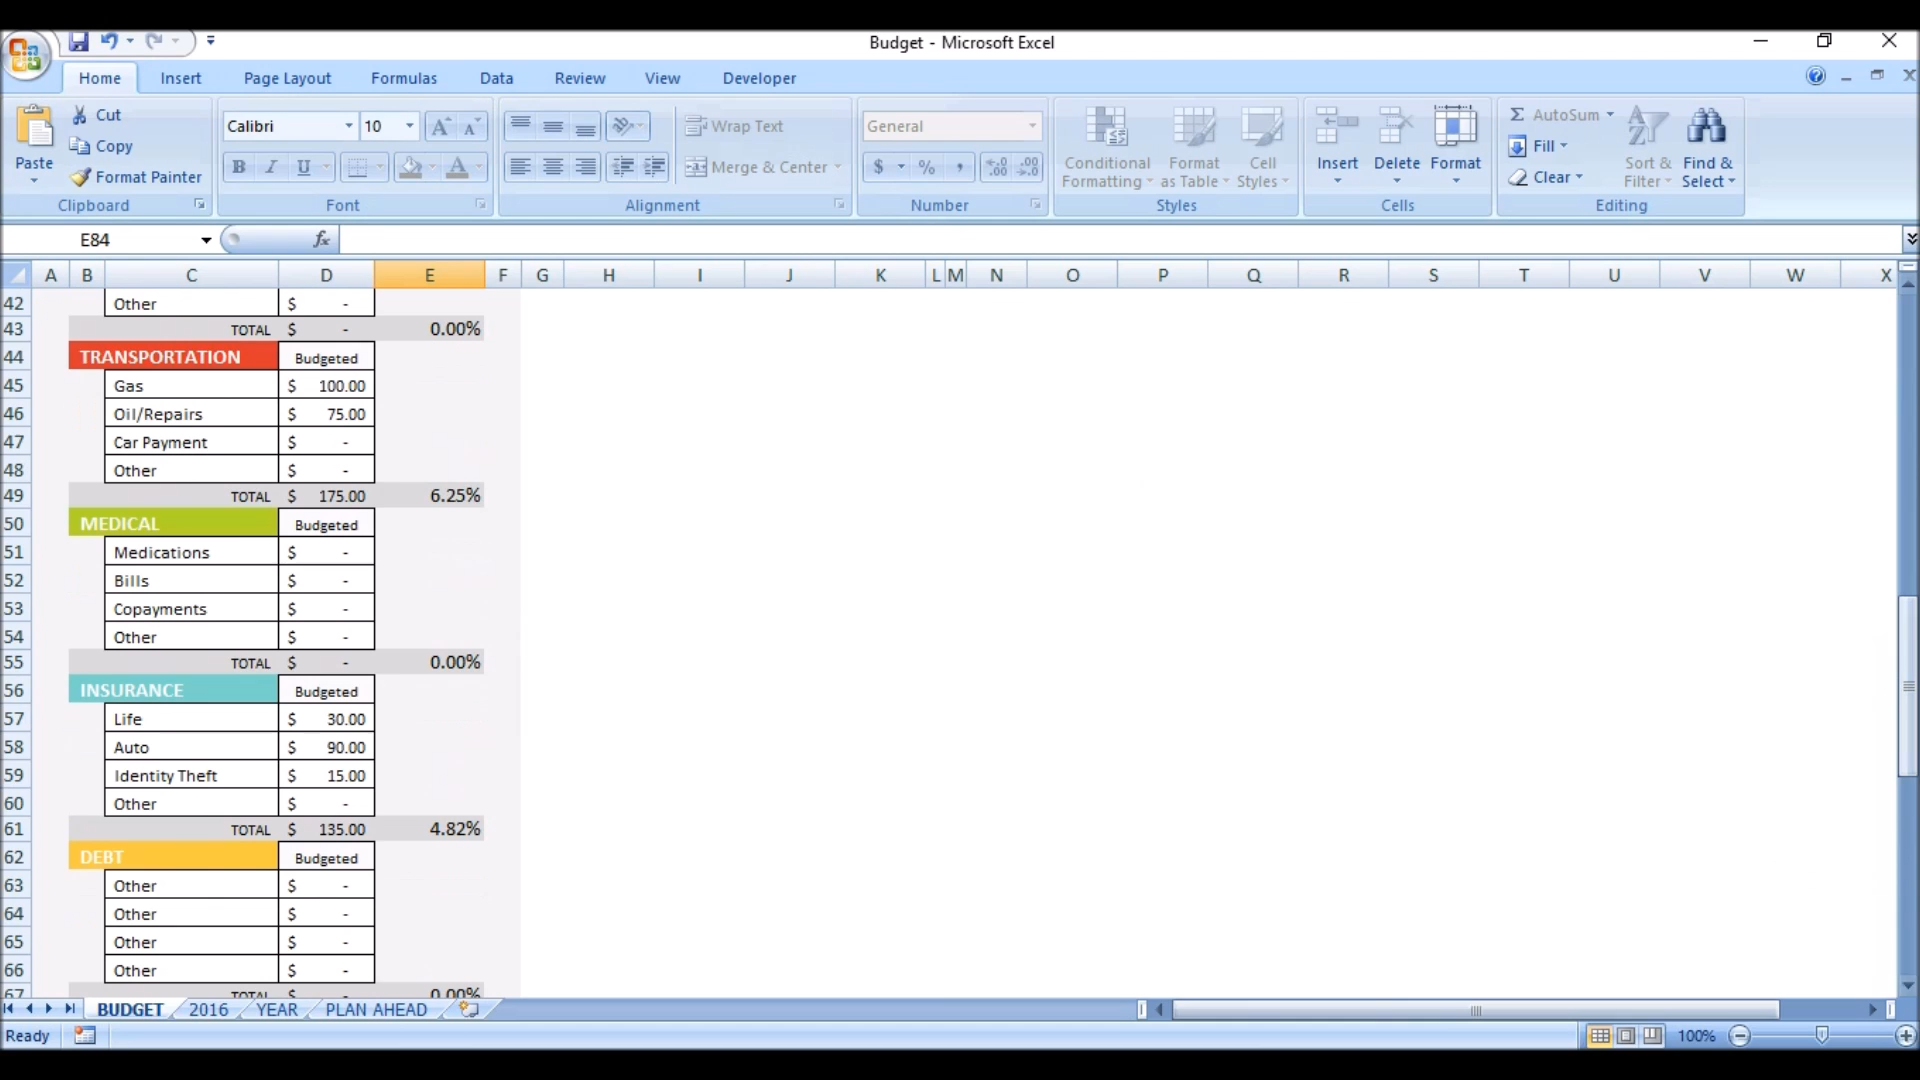 Budget - Microsoft Excel
Home Insert Page Layout Formulas Data Review View Developer
Paste Cut Copy Format Painter Clipboard
Calibri 10 B I U Font
Wrap Text Merge & Center Alignment
General $ % , Number
Conditional Formatting Format as Table Cell Styles Styles
Insert Delete Format Cells
Σ AutoSum Fill Clear Sort & Filter Find & Select Editing
E84 fx
A B C D E F G H I J K L M N O P Q R S T U V W X
42 Other $ -
43 TOTAL $ - 0.00%
44 TRANSPORTATION Budgeted
45 Gas $ 100.00
46 Oil/Repairs $ 75.00
47 Car Payment $ -
48 Other $ -
49 TOTAL $ 175.00 6.25%
50 MEDICAL Budgeted
51 Medications $ -
52 Bills $ -
53 Copayments $ -
54 Other $ -
55 TOTAL $ - 0.00%
56 INSURANCE Budgeted
57 Life $ 30.00
58 Auto $ 90.00
59 Identity Theft $ 15.00
60 Other $ -
61 TOTAL $ 135.00 4.82%
62 DEBT Budgeted
63 Other $ -
64 Other $ -
65 Other $ -
66 Other $ -
67 TOTAL $ - 0.00%
BUDGET 2016 YEAR PLAN AHEAD
Ready 100%